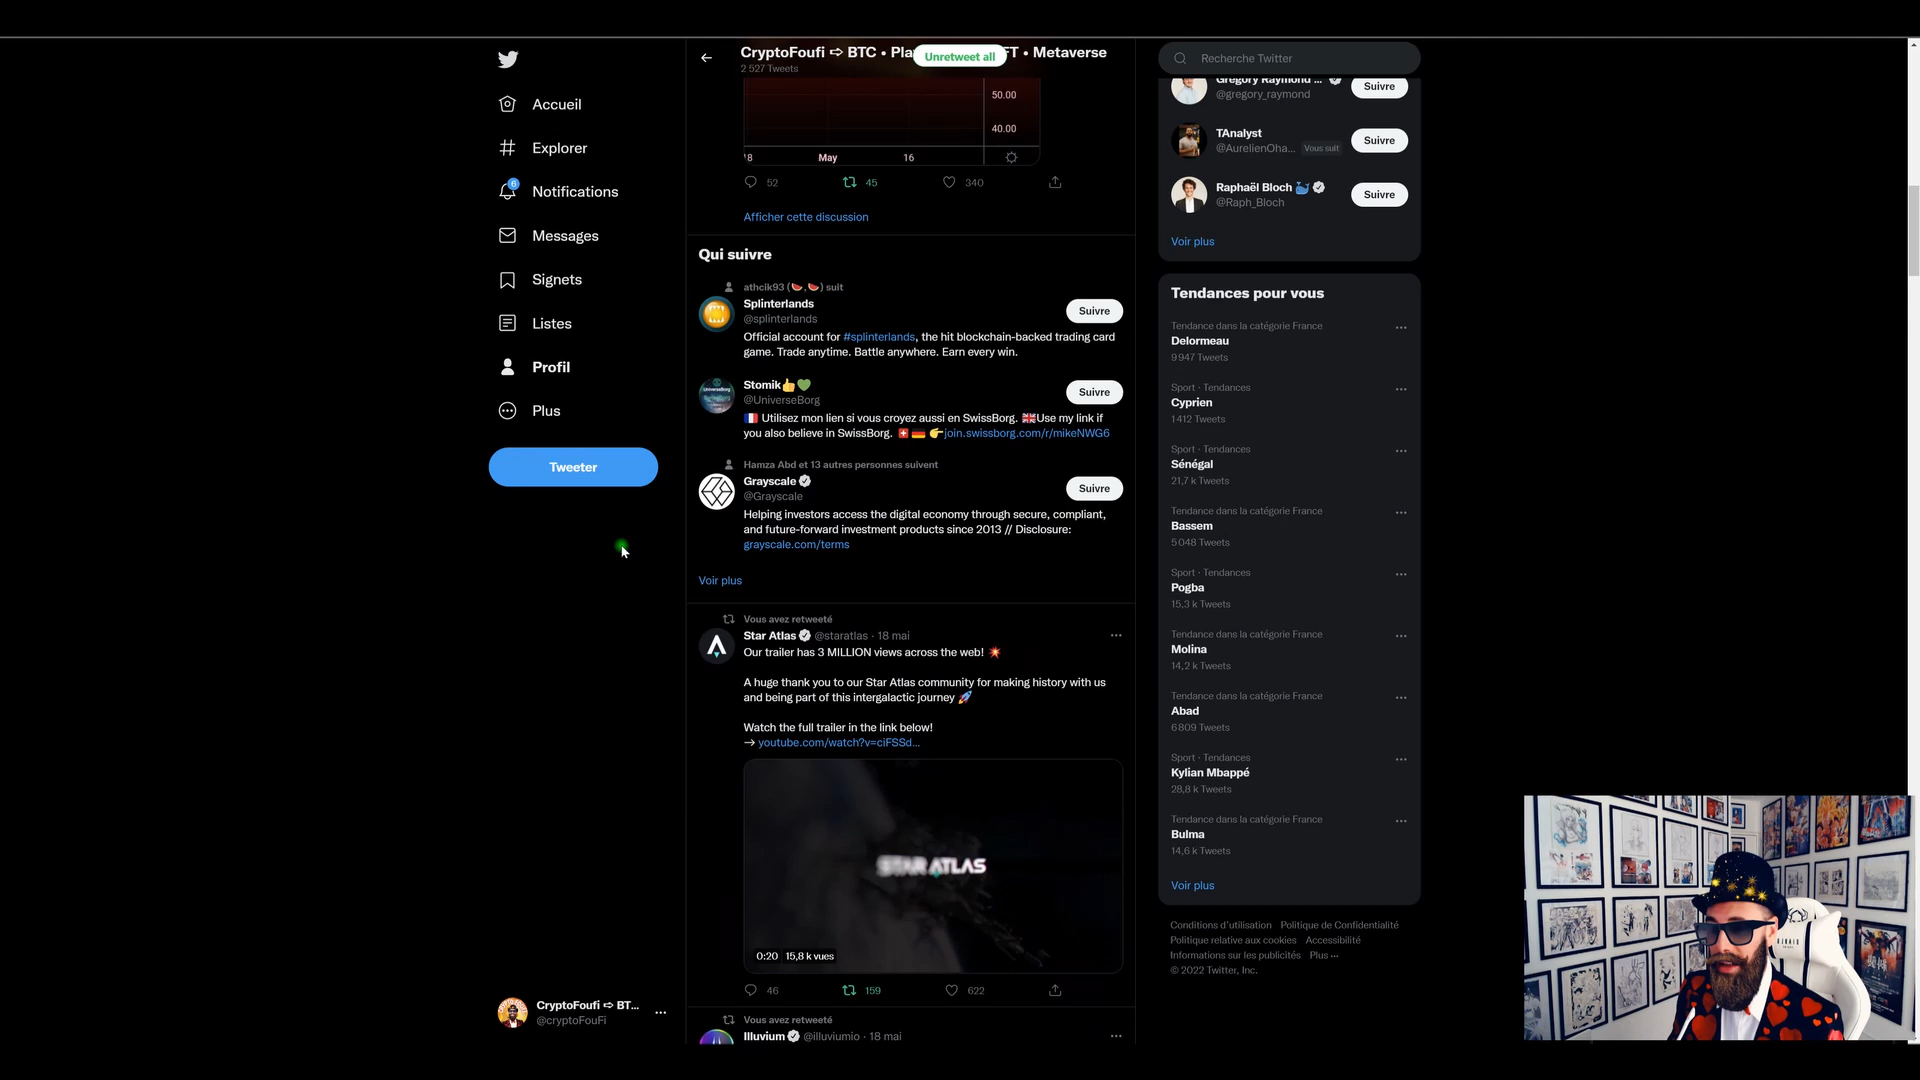 CryptoFoufi ➪ BTC • Pla
Unretweet all
FT • Metaverse
2 527 Tweets
Accueil
Explorer
6
Notifications
Messages
Signets
Listes
Profil
Plus
Tweeter
CryptoFoufi ➪ BT...
@cryptoFouFi
50.00
40.00
May
16
52
45
340
Afficher cette discussion
Qui suivre
athcik93 (🍉,🍉) suit
Splinterlands
@splinterlands
Suivre
Official account for #splinterlands, the hit blockchain-backed trading card
game. Trade anytime. Battle anywhere. Earn every win.
Stomik👍💚
@UniverseBorg
Suivre
🇫🇷 Utilisez mon lien si vous croyez aussi en SwissBorg. 🇬🇧Use my link if
you also believe in SwissBorg. 🇨🇭🇩🇪 👉join.swissborg.com/r/mikeNWG6
Hamza Abd et 13 autres personnes suivent
Grayscale
@Grayscale
Suivre
Helping investors access the digital economy through secure, compliant,
and future-forward investment products since 2013 // Disclosure:
grayscale.com/terms
Voir plus
Vous avez retweeté
Star Atlas @staratlas · 18 mai
Our trailer has 3 MILLION views across the web! 💥
A huge thank you to our Star Atlas community for making history with us
and being part of this intergalactic journey 🚀
Watch the full trailer in the link below!
→ youtube.com/watch?v=ciFSSd...
STAR ATLAS
0:20 15,8 k vues
46
159
622
Vous avez retweeté
Illuvium @illuviumio · 18 mai
Recherche Twitter
Gregory Raymond ...
@gregory_raymond
Suivre
TAnalyst
@AurelienOha... Vous suit
Suivre
Raphaël Bloch 🐳
@Raph_Bloch
Suivre
Voir plus
Tendances pour vous
Tendance dans la catégorie France
Delormeau
9 947 Tweets
Sport · Tendances
Cyprien
1 412 Tweets
Sport · Tendances
Sénégal
21,7 k Tweets
Tendance dans la catégorie France
Bassem
5 048 Tweets
Sport · Tendances
Pogba
15,3 k Tweets
Tendance dans la catégorie France
Molina
14,2 k Tweets
Tendance dans la catégorie France
Abad
6 809 Tweets
Sport · Tendances
Kylian Mbappé
28,8 k Tweets
Tendance dans la catégorie France
Bulma
14,6 k Tweets
Voir plus
Conditions d'utilisation Politique de Confidentialité
Politique relative aux cookies Accessibilité
Informations sur les publicités Plus ···
© 2022 Twitter, Inc.